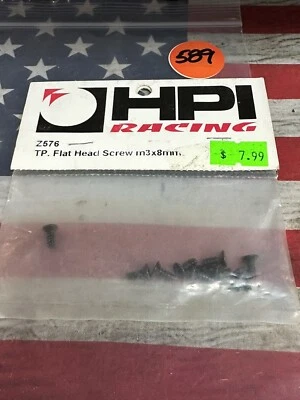 589
HPI
RACING
Z576
TP. Flat Head Screw m3x8mm
$ 7.99